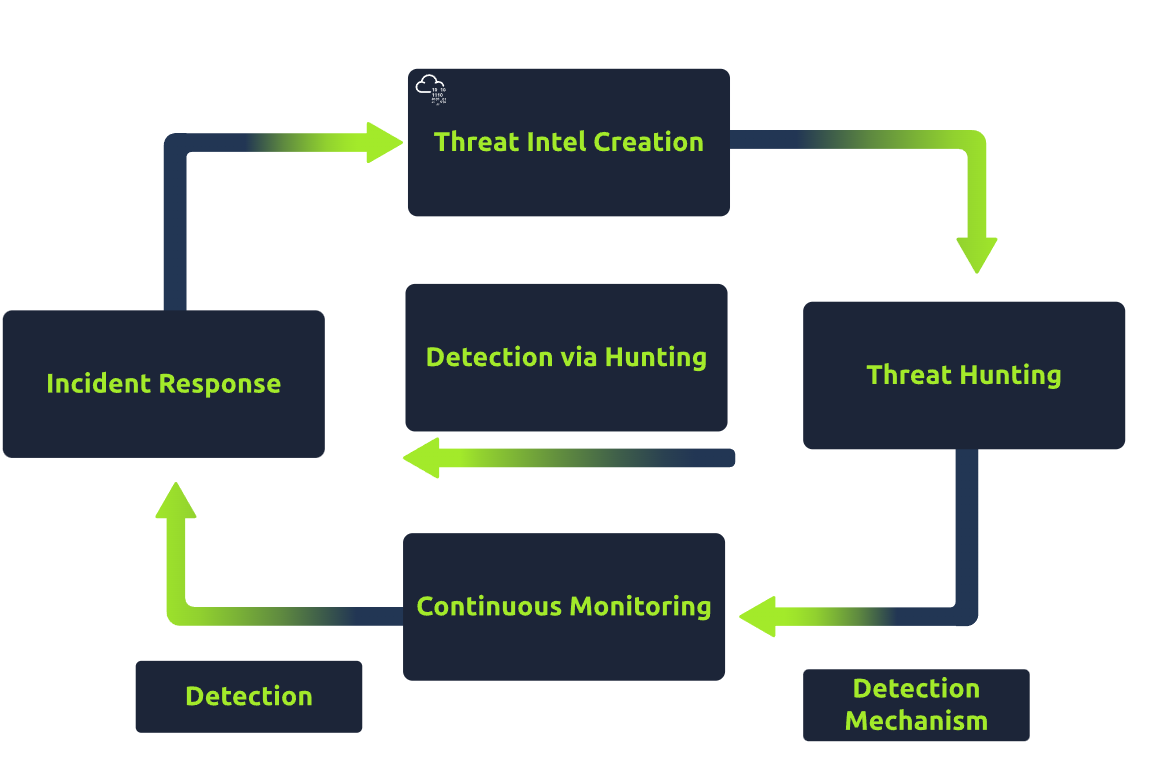 Threat Intel Creation
Detection via Hunting
Incident Response
Threat Hunting
Continuous Monitoring
Detection
Detection
Mechanism